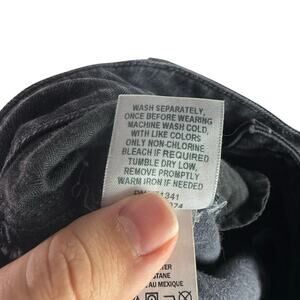 WASH SEPARATELY,
ONCE BEFORE WEARING
MACHINE WASH COLD,
WITH LIKE COLORS
ONLY NON-CHLORINE
BLEACH IF REQUIRED
TUMBLE DRY LOW,
REMOVE PROMPTLY
WARM IRON IF NEEDED